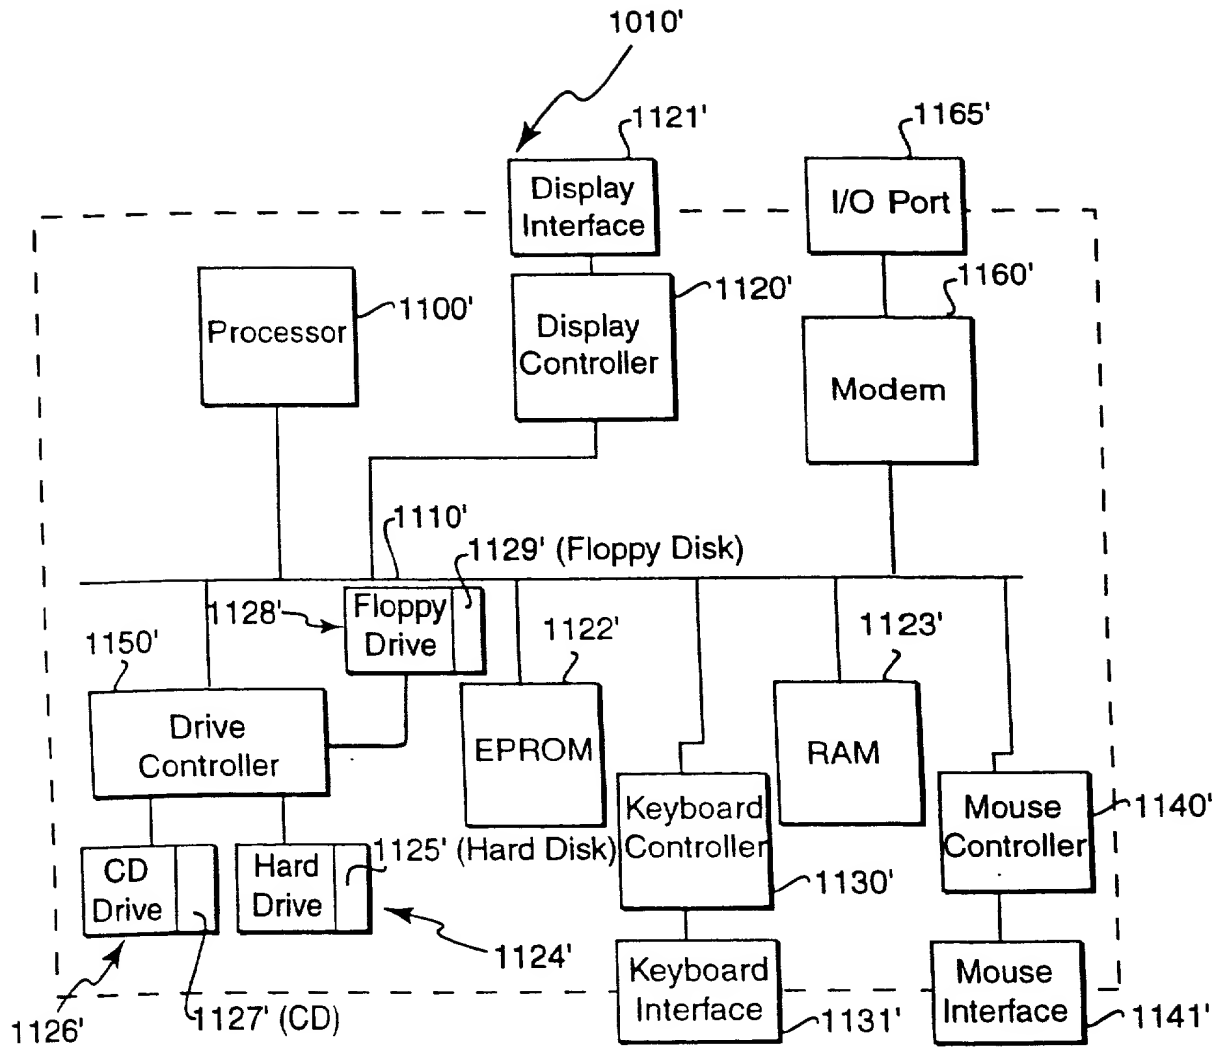 1010'
1121'
1165'
Display
Interface
I/O Port
1120'
1160'
Processor
1100'
Display
Controller
Modem
1110'
1129' (Floppy Disk)
1128'
Floppy
Drive
1150'
1122'
1123'
Drive
Controller
EPROM
RAM
Keyboard
Controller
Mouse
Controller
1140'
CD
Drive
Hard
Drive
1125' (Hard Disk)
1130'
1124'
Keyboard
Interface
Mouse
Interface
1126'
1127' (CD)
1131'
1141'